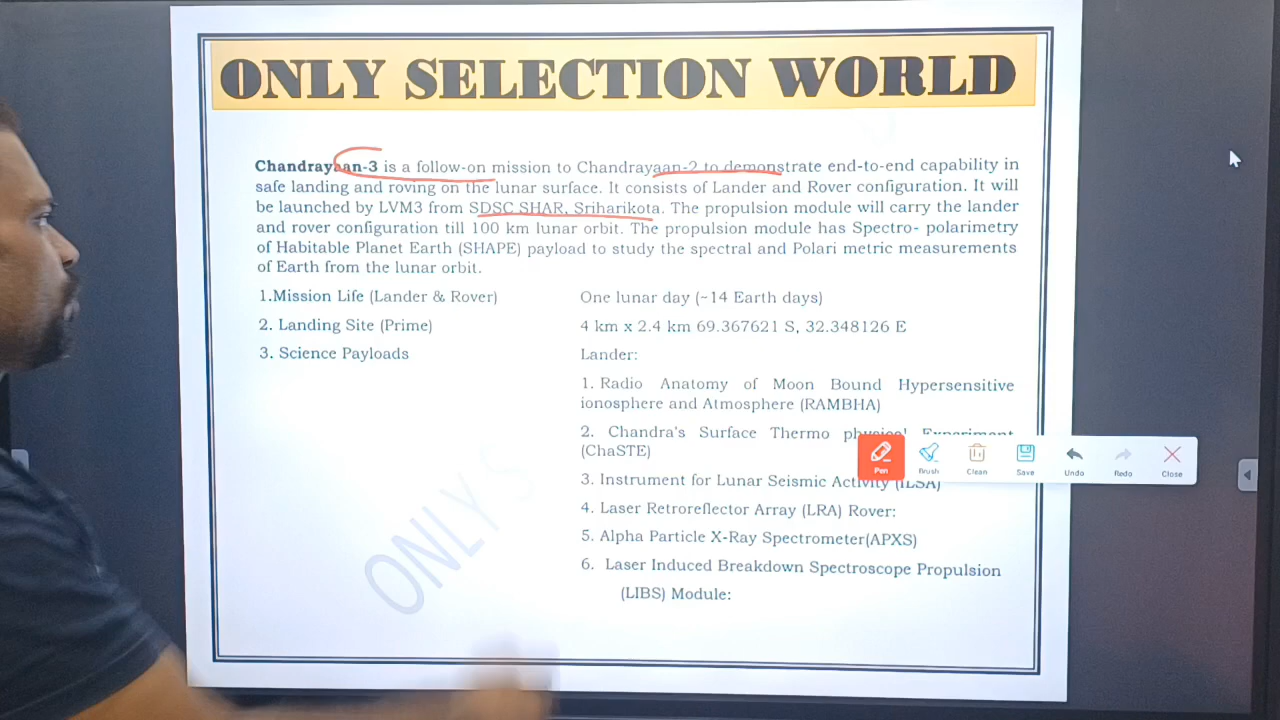 ONLY SELECTION WORLD
Chandrayaan-3 is a follow-on mission to Chandrayaan-2 to demonstrate end-to-end capability in
safe landing and roving on the lunar surface. It consists of Lander and Rover configuration. It will
be launched by LVM3 from SDSC SHAR, Sriharikota. The propulsion module will carry the lander
and rover configuration till 100 km lunar orbit. The propulsion module has Spectro- polarimetry
of Habitable Planet Earth (SHAPE) payload to study the spectral and Polari metric measurements
of Earth from the lunar orbit.
1.Mission Life (Lander & Rover) One lunar day (~14 Earth days)
2. Landing Site (Prime) 4 km x 2.4 km 69.367621 S, 32.348126 E
3. Science Payloads Lander:
1. Radio Anatomy of Moon Bound Hypersensitive
ionosphere and Atmosphere (RAMBHA)
2. Chandra's Surface Thermo physical Experiment
(ChaSTE)
3. Instrument for Lunar Seismic Activity (ILSA)
4. Laser Retroreflector Array (LRA) Rover:
5. Alpha Particle X-Ray Spectrometer(APXS)
6. Laser Induced Breakdown Spectroscope Propulsion
(LIBS) Module:
ONLY S
Pen Brush Clean Save Undo Redo Close